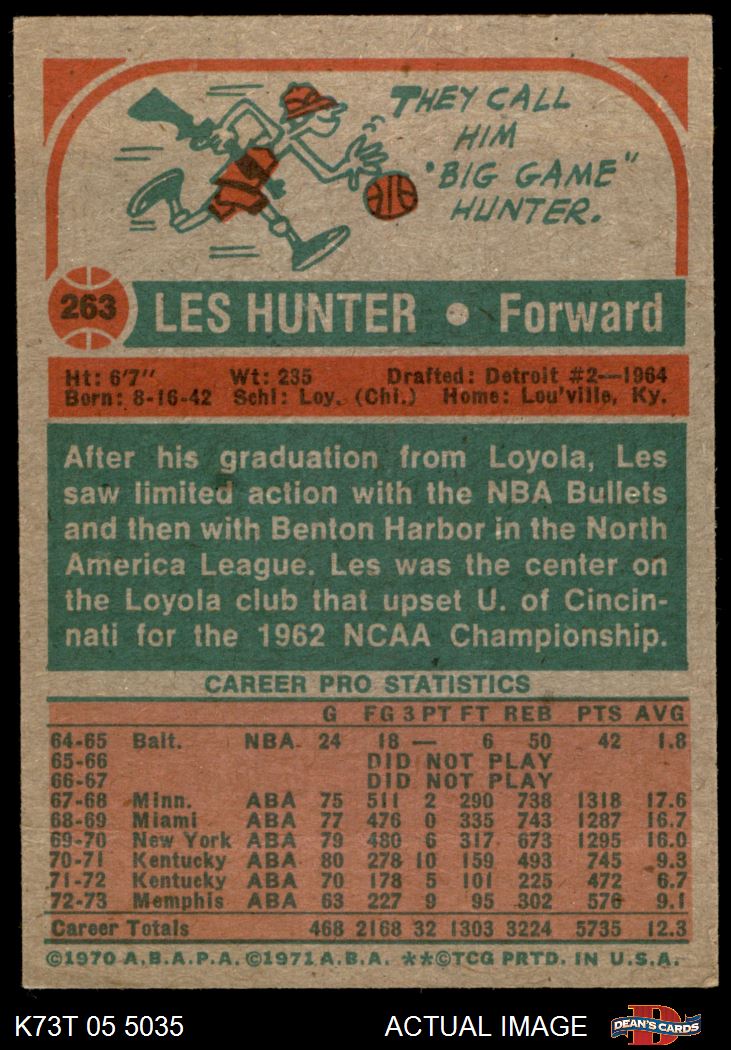 THEY CALL
HIM
"BIG GAME"
HUNTER.
263
LES HUNTER • Forward
Ht: 6'7" Wt: 235 Drafted: Detroit #2—1964
Born: 8-16-42 Schl: Loy. (Chi.) Home: Lou'ville, Ky.
After his graduation from Loyola, Les
saw limited action with the NBA Bullets
and then with Benton Harbor in the North
America League. Les was the center on
the Loyola club that upset U. of Cincin-
nati for the 1962 NCAA Championship.
CAREER PRO STATISTICS
G FG 3 PT FT REB PTS AVG
64-65 Balt. NBA 24 18 — 6 50 42 1.8
65-66 DID NOT PLAY
66-67 DID NOT PLAY
67-68 Minn. ABA 75 511 2 290 738 1318 17.6
68-69 Miami ABA 77 476 0 335 743 1287 16.7
69-70 New York ABA 79 480 6 317 673 1295 16.0
70-71 Kentucky ABA 80 278 10 159 493 745 9.3
71-72 Kentucky ABA 70 178 5 101 225 472 6.7
72-73 Memphis ABA 63 227 9 95 302 576 9.1
Career Totals 468 2168 32 1303 3224 5735 12.3
©1970 A.B.A.P.A. ©1971 A.B.A. **©TCG PRTD. IN U.S.A.
K73T 05 5035 ACTUAL IMAGE DEAN'S CARDS